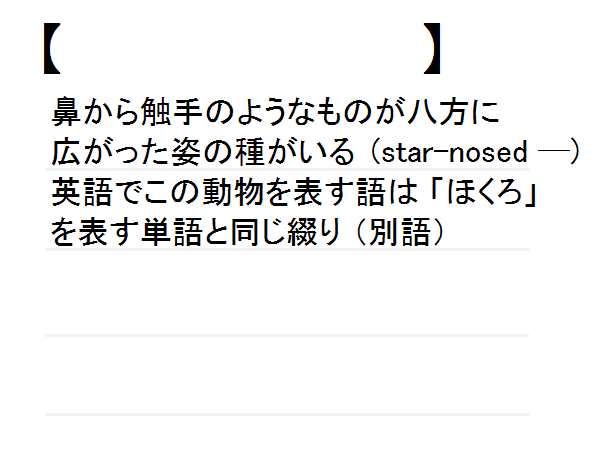 【　　　　　　　　　】
鼻から触手のようなものが八方に
広がった姿の種がいる（star-nosed ―）
英語でこの動物を表す語は「ほくろ」
を表す単語と同じ綴り（別語）